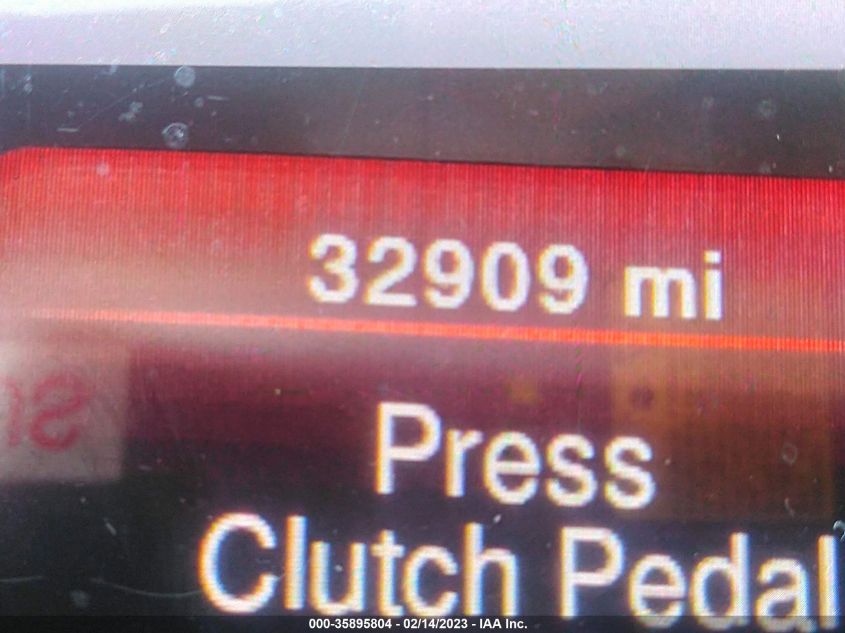 32909 mi
Press
Clutch Pedal
000-35895804 - 02/14/2023 - IAA Inc.